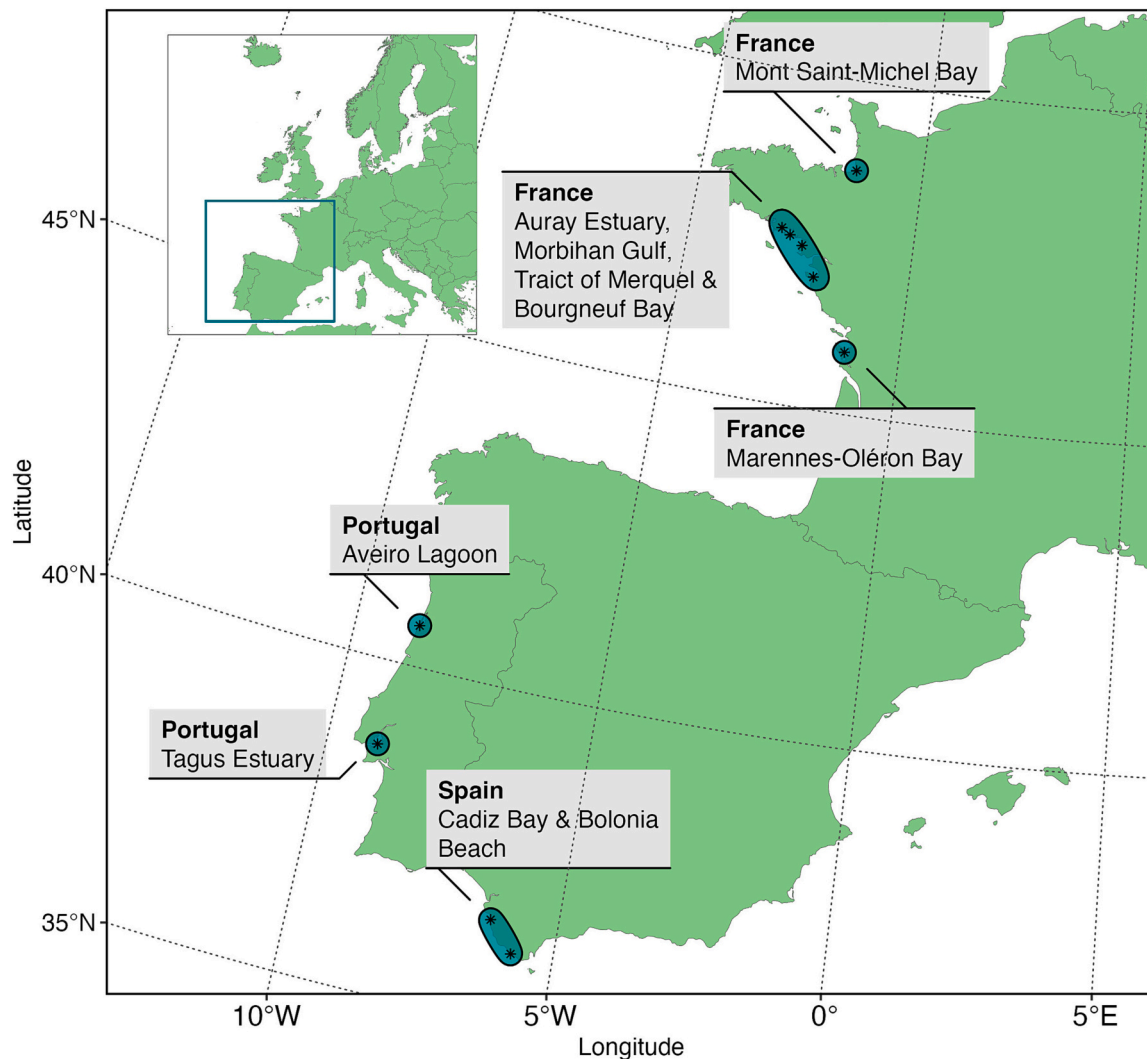 France
Mont Saint-Michel Bay
France
Auray Estuary,
Morbihan Gulf,
Traict of Merquel &
Bourgneuf Bay
France
Marennes-Oléron Bay
Portugal
Aveiro Lagoon
Portugal
Tagus Estuary
Spain
Cadiz Bay & Bolonia
Beach
45°N
40°N
35°N
Latitude
10°W
5°W
0°
5°E
Longitude